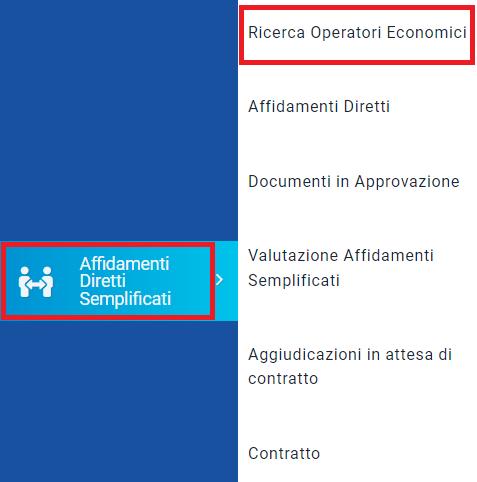 Affidamenti
Diretti
Semplificati
Ricerca Operatori Economici
Affidamenti Diretti
Documenti in Approvazione
Valutazione Affidamenti
Semplificati
Aggiudicazioni in attesa di
contratto
Contratto